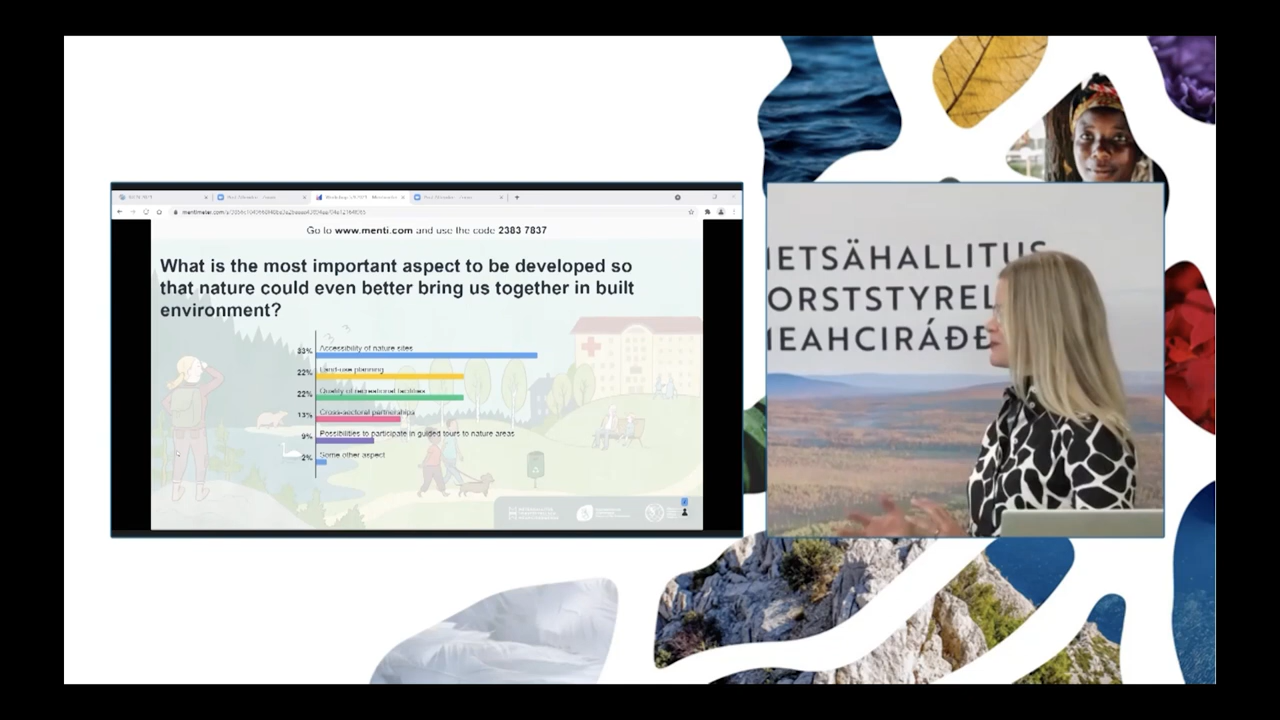 Go to www.menti.com and use the code 2383 7837
What is the most important aspect to be developed so
that nature could even better bring us together in built
environment?
33% Accessibility of nature sites
22% Land-use planning
22% Quality of recreational facilities
13% Cross-sectoral partnerships
9% Possibilities to participate in guided tours to nature areas
2% Some other aspect
IETSÄHALLITUS
ORSTSTYREL
MEAHCIRÁĐĐ